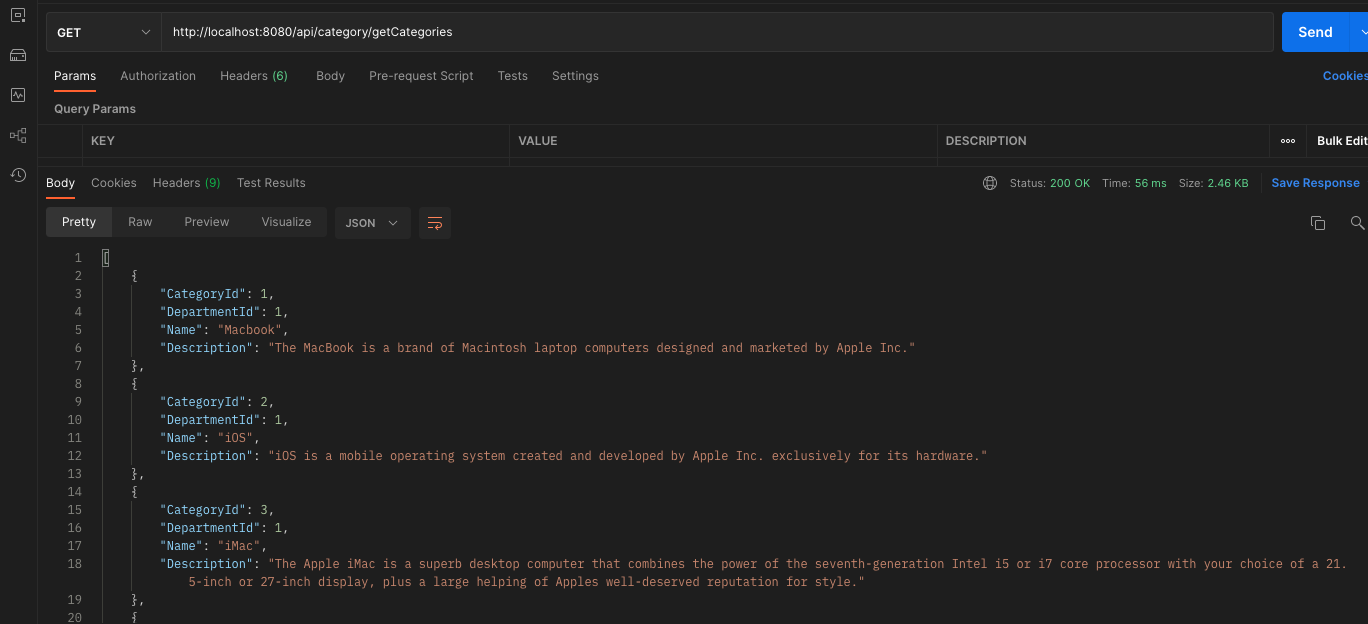 GET http://localhost:8080/api/category/getCategories Send
Params Authorization Headers (6) Body Pre-request Script Tests Settings Cookies
Query Params
KEY VALUE DESCRIPTION ooo Bulk Edit
Body Cookies Headers (9) Test Results Status: 200 OK Time: 56 ms Size: 2.46 KB Save Response
Pretty Raw Preview Visualize JSON
1 [
2 {
3 "CategoryId": 1,
4 "DepartmentId": 1,
5 "Name": "Macbook",
6 "Description": "The MacBook is a brand of Macintosh laptop computers designed and marketed by Apple Inc."
7 },
8 {
9 "CategoryId": 2,
10 "DepartmentId": 1,
11 "Name": "iOS",
12 "Description": "iOS is a mobile operating system created and developed by Apple Inc. exclusively for its hardware."
13 },
14 {
15 "CategoryId": 3,
16 "DepartmentId": 1,
17 "Name": "iMac",
18 "Description": "The Apple iMac is a superb desktop computer that combines the power of the seventh-generation Intel i5 or i7 core processor with your choice of a 21.
5-inch or 27-inch display, plus a large helping of Apples well-deserved reputation for style."
19 },
20 {